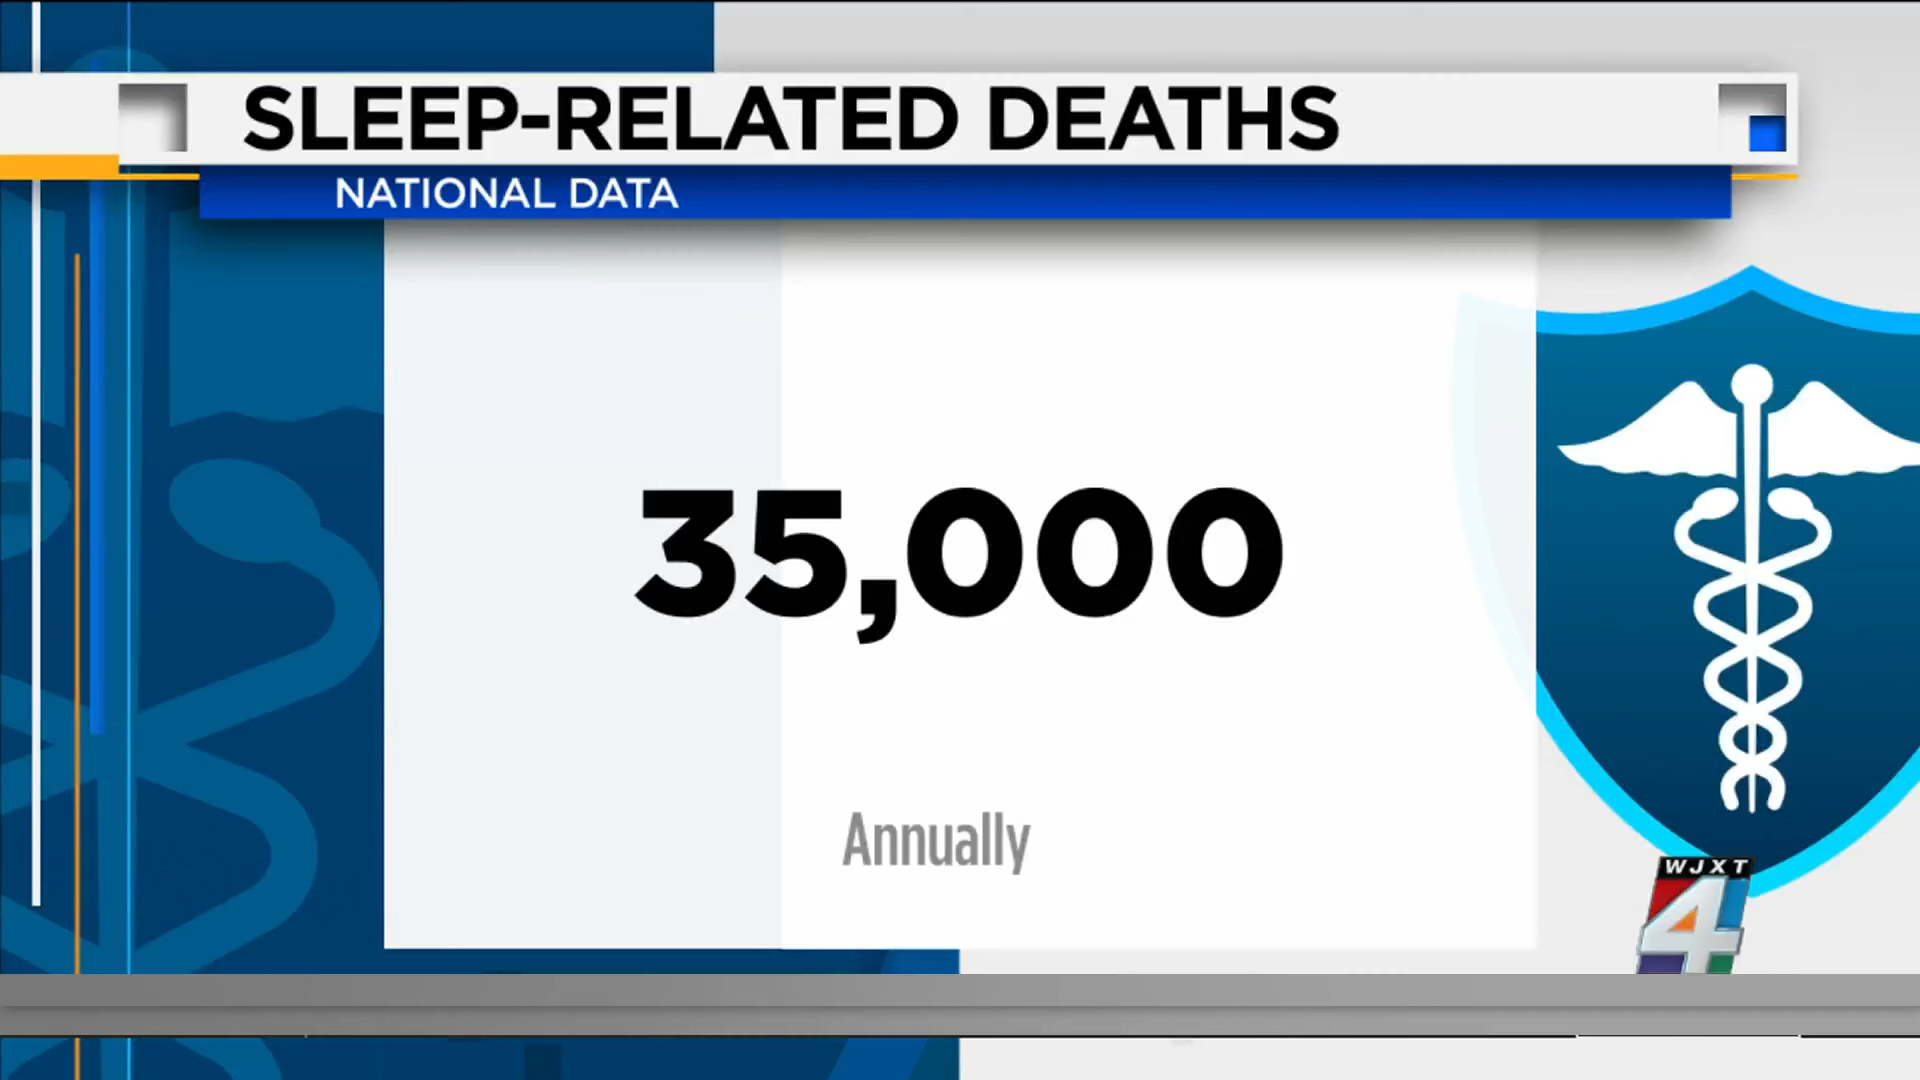 SLEEP-RELATED DEATHS
NATIONAL DATA
35,000
Annually
WJXT
4